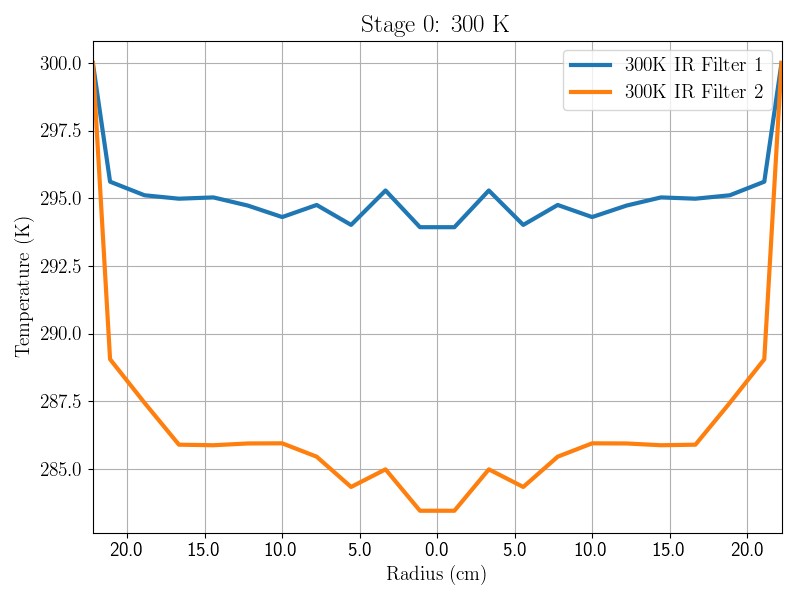 Stage 0: 300 K
300K IR Filter 1
300K IR Filter 2
Temperature (K)
300.0
297.5
295.0
292.5
290.0
287.5
285.0
20.0 15.0 10.0 5.0 0.0 5.0 10.0 15.0 20.0
Radius (cm)